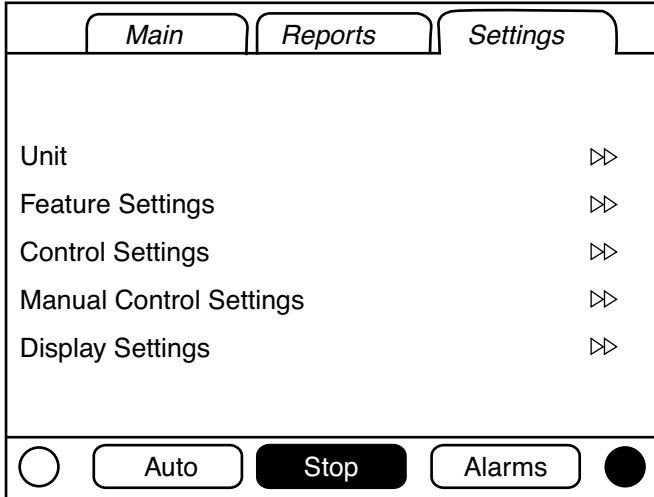 Main Reports Settings
Unit
Feature Settings
Control Settings
Manual Control Settings
Display Settings
Auto Stop Alarms